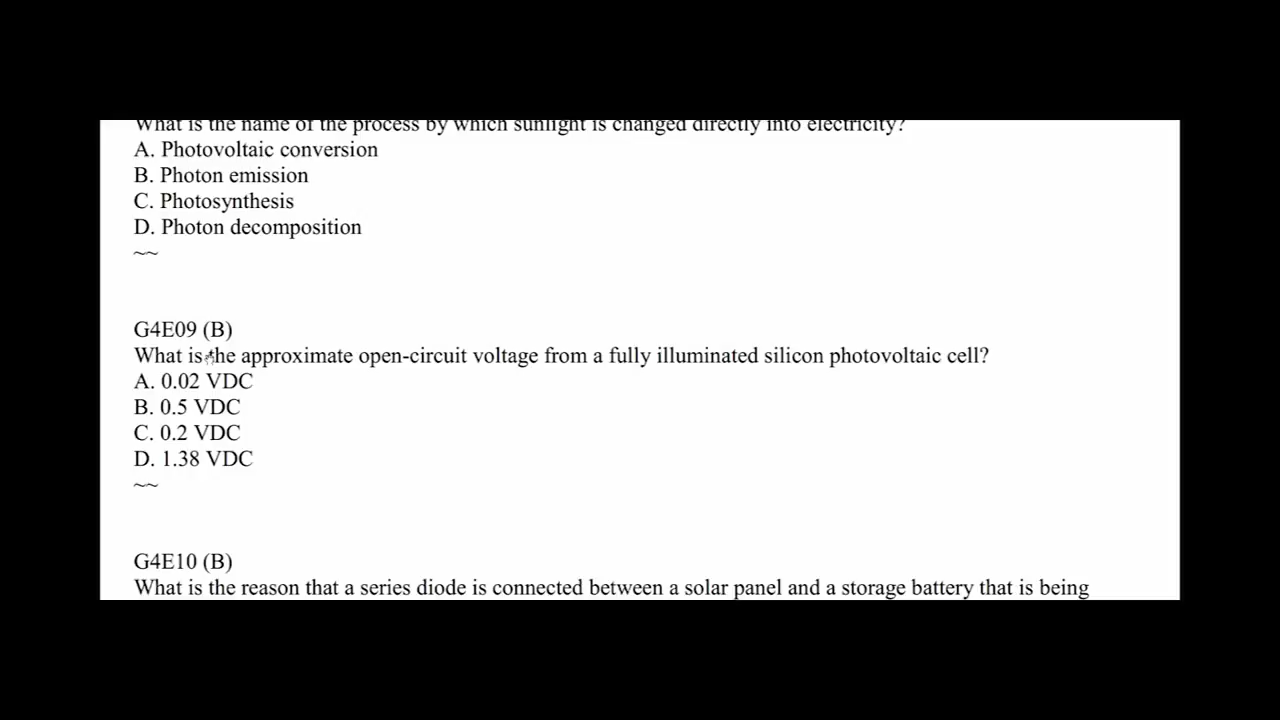 What is the name of the process by which sunlight is changed directly into electricity?
A. Photovoltaic conversion
B. Photon emission
C. Photosynthesis
D. Photon decomposition
~~
G4E09 (B)
What is the approximate open-circuit voltage from a fully illuminated silicon photovoltaic cell?
A. 0.02 VDC
B. 0.5 VDC
C. 0.2 VDC
D. 1.38 VDC
~~
G4E10 (B)
What is the reason that a series diode is connected between a solar panel and a storage battery that is being